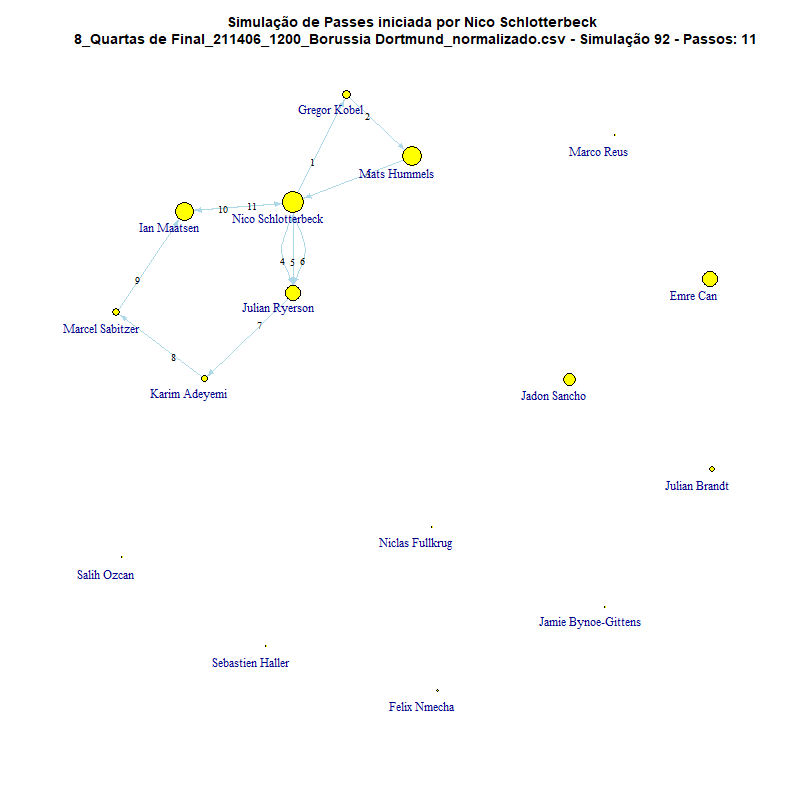 Simulação de Passes iniciada por Nico Schlotterbeck
8_Quartas de Final_211406_1200_Borussia Dortmund_normalizado.csv - Simulação 92 - Passos: 11
Gregor Kobel
2
Marco Reus
1
Mats Hummels
10
11
Nico Schlotterbeck
Ian Maatsen
4
5
6
9
Emre Can
Julian Ryerson
Marcel Sabitzer
7
8
Karim Adeyemi
Jadon Sancho
Julian Brandt
Niclas Fullkrug
Salih Ozcan
Jamie Bynoe-Gittens
Sebastien Haller
Felix Nmecha